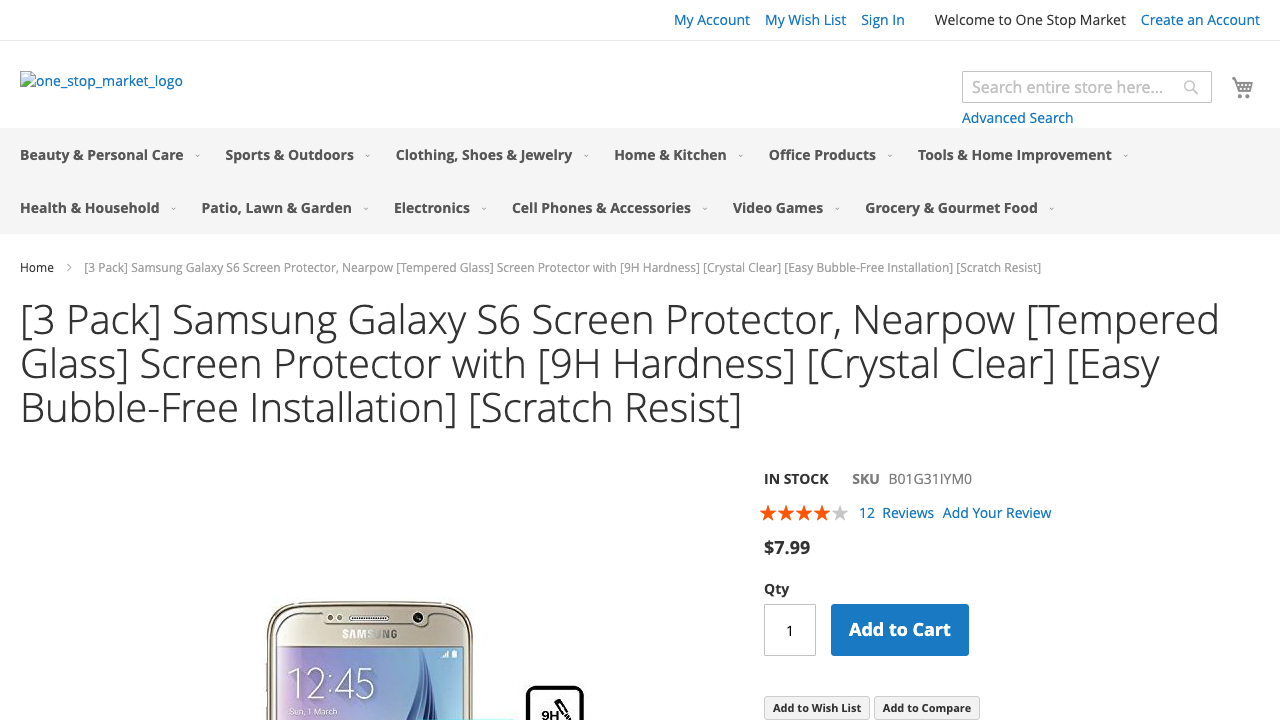 My Account My Wish List Sign In Welcome to One Stop Market Create an Account
one_stop_market_logo
Search entire store here...
Advanced Search
Beauty & Personal Care Sports & Outdoors Clothing, Shoes & Jewelry Home & Kitchen Office Products Tools & Home Improvement
Health & Household Patio, Lawn & Garden Electronics Cell Phones & Accessories Video Games Grocery & Gourmet Food
Home [3 Pack] Samsung Galaxy S6 Screen Protector, Nearpow [Tempered Glass] Screen Protector with [9H Hardness] [Crystal Clear] [Easy Bubble-Free Installation] [Scratch Resist]
[3 Pack] Samsung Galaxy S6 Screen Protector, Nearpow [Tempered
Glass] Screen Protector with [9H Hardness] [Crystal Clear] [Easy
Bubble-Free Installation] [Scratch Resist]
IN STOCK SKU B01G31IYM0
12 Reviews Add Your Review
$7.99
Qty
1 Add to Cart
SAMSUNG
12:45
Sun, 1 March
9H
Add to Wish List Add to Compare